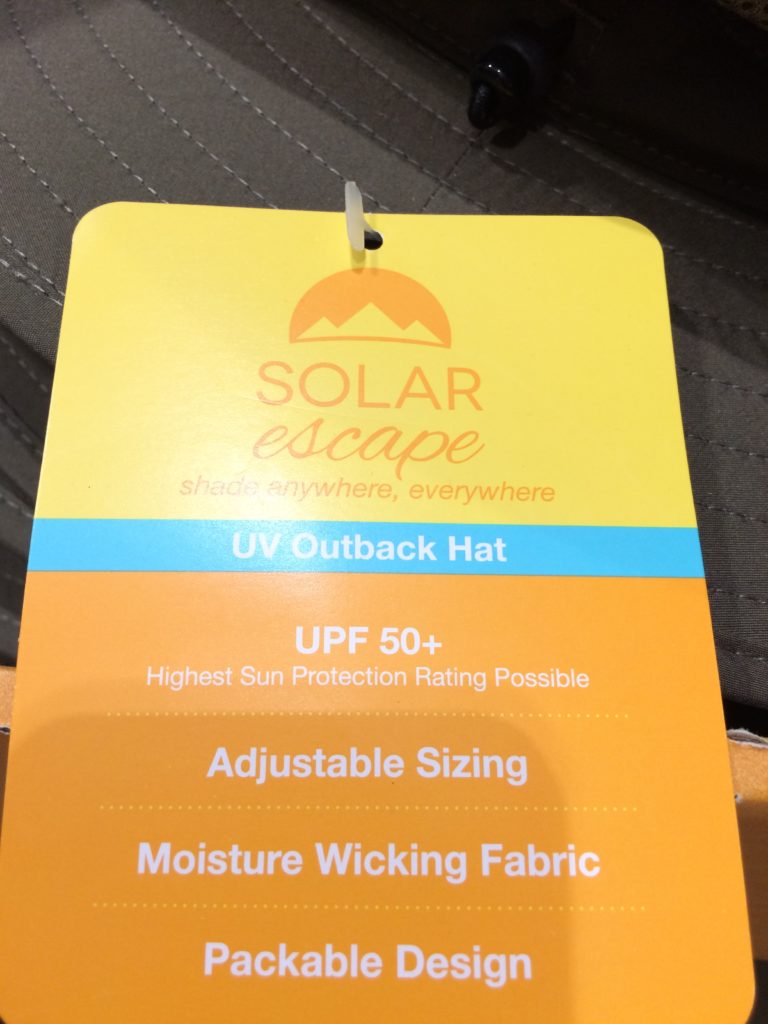 SOLAR
escape
shade anywhere, everywhere
UV Outback Hat
UPF 50+
Highest Sun Protection Rating Possible
Adjustable Sizing
Moisture Wicking Fabric
Packable Design